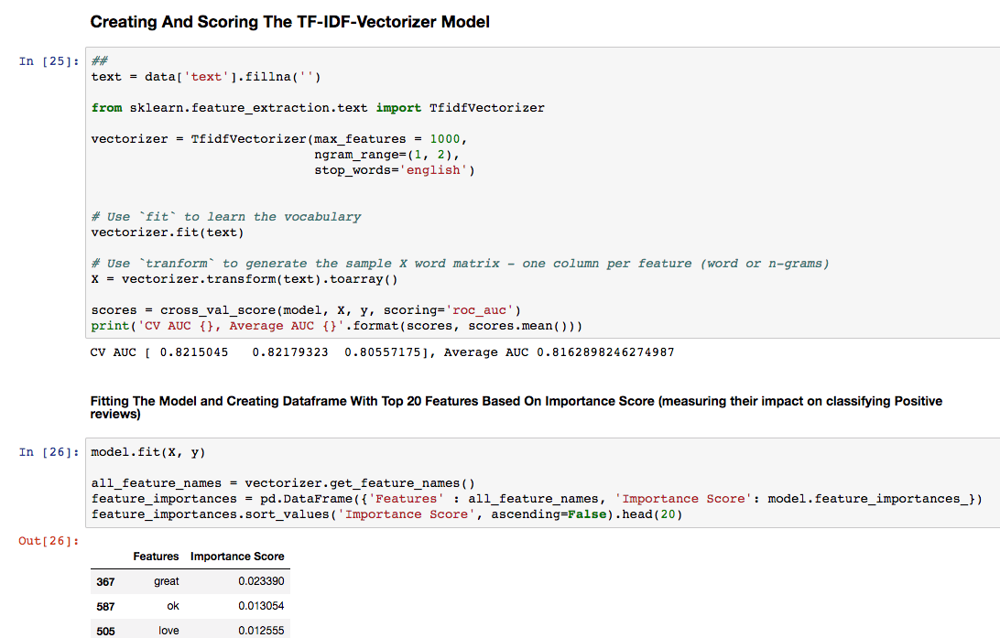 Creating And Scoring The TF-IDF-Vectorizer Model
In [25]: ##
text = data['text'].fillna('')
from sklearn.feature_extraction.text import TfidfVectorizer
vectorizer = TfidfVectorizer(max_features = 1000,
ngram_range=(1, 2),
stop_words='english')
# Use `fit` to learn the vocabulary
vectorizer.fit(text)
# Use `tranform` to generate the sample X word matrix - one column per feature (word or n-grams)
X = vectorizer.transform(text).toarray()
scores = cross_val_score(model, X, y, scoring='roc_auc')
print('CV AUC {}, Average AUC {}'.format(scores, scores.mean()))
CV AUC [ 0.8215045   0.82179323  0.80557175], Average AUC 0.8162898246274987
Fitting The Model and Creating Dataframe With Top 20 Features Based On Importance Score (measuring their impact on classifying Positive
reviews)
In [26]: model.fit(X, y)
all_feature_names = vectorizer.get_feature_names()
feature_importances = pd.DataFrame({'Features' : all_feature_names, 'Importance Score': model.feature_importances_})
feature_importances.sort_values('Importance Score', ascending=False).head(20)
Out[26]:
Features Importance Score
367 great 0.023390
587 ok 0.013054
505 love 0.012555